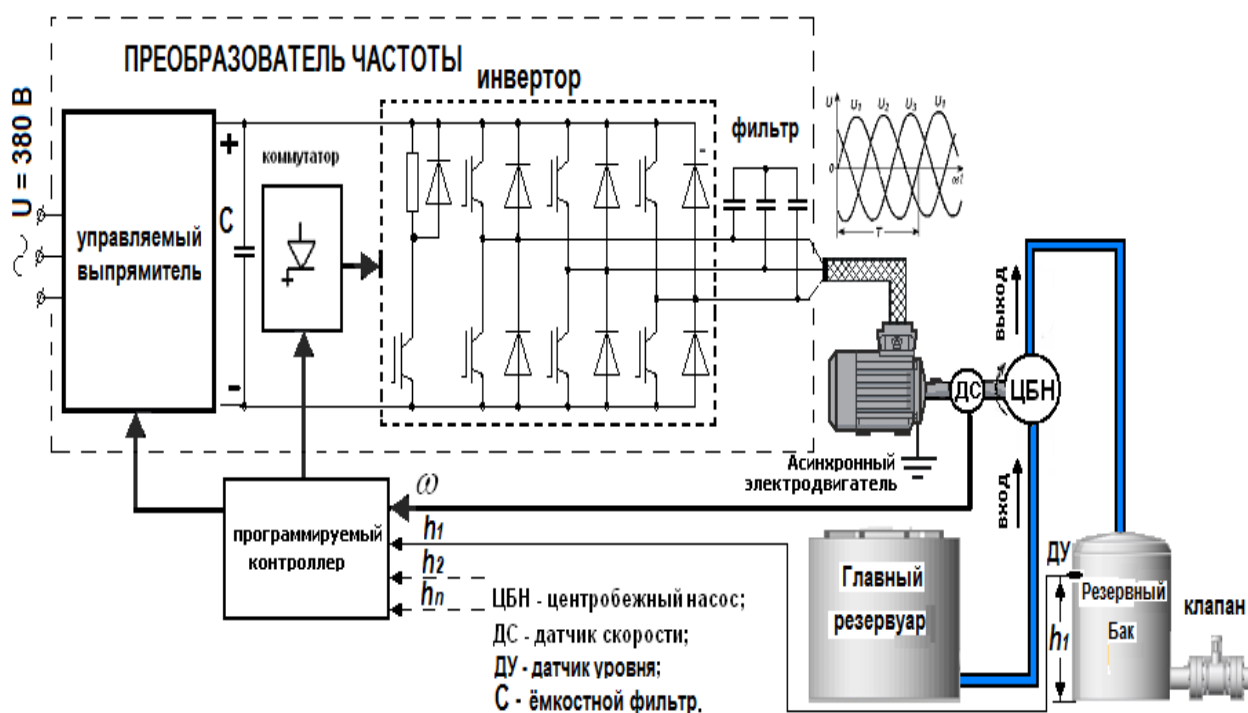 ПРЕОБРАЗОВАТЕЛЬ ЧАСТОТЫ
инвертор
U = 380 В
управляемый
выпрямитель
+
-
C
коммутатор
+
-
фильтр
U
U₁ U₂ U₃ U₁
0
ωt
T
Асинхронный
электродвигатель
ДС
ЦБН
выход
вход
программируемый
контроллер
ω
h1
h2
hn
ЦБН - центробежный насос;
ДС - датчик скорости;
ДУ - датчик уровня;
С - ёмкостной фильтр,
Главный
резервуар
ДУ
h1
Резервный
Бак
клапан